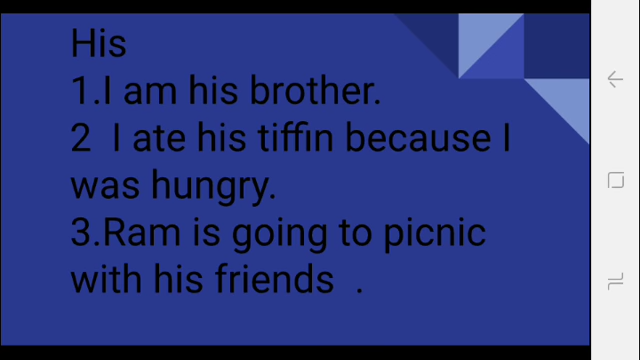 His
1.I am his brother.
2  I ate his tiffin because I
was hungry.
3.Ram is going to picnic
with his friends  .